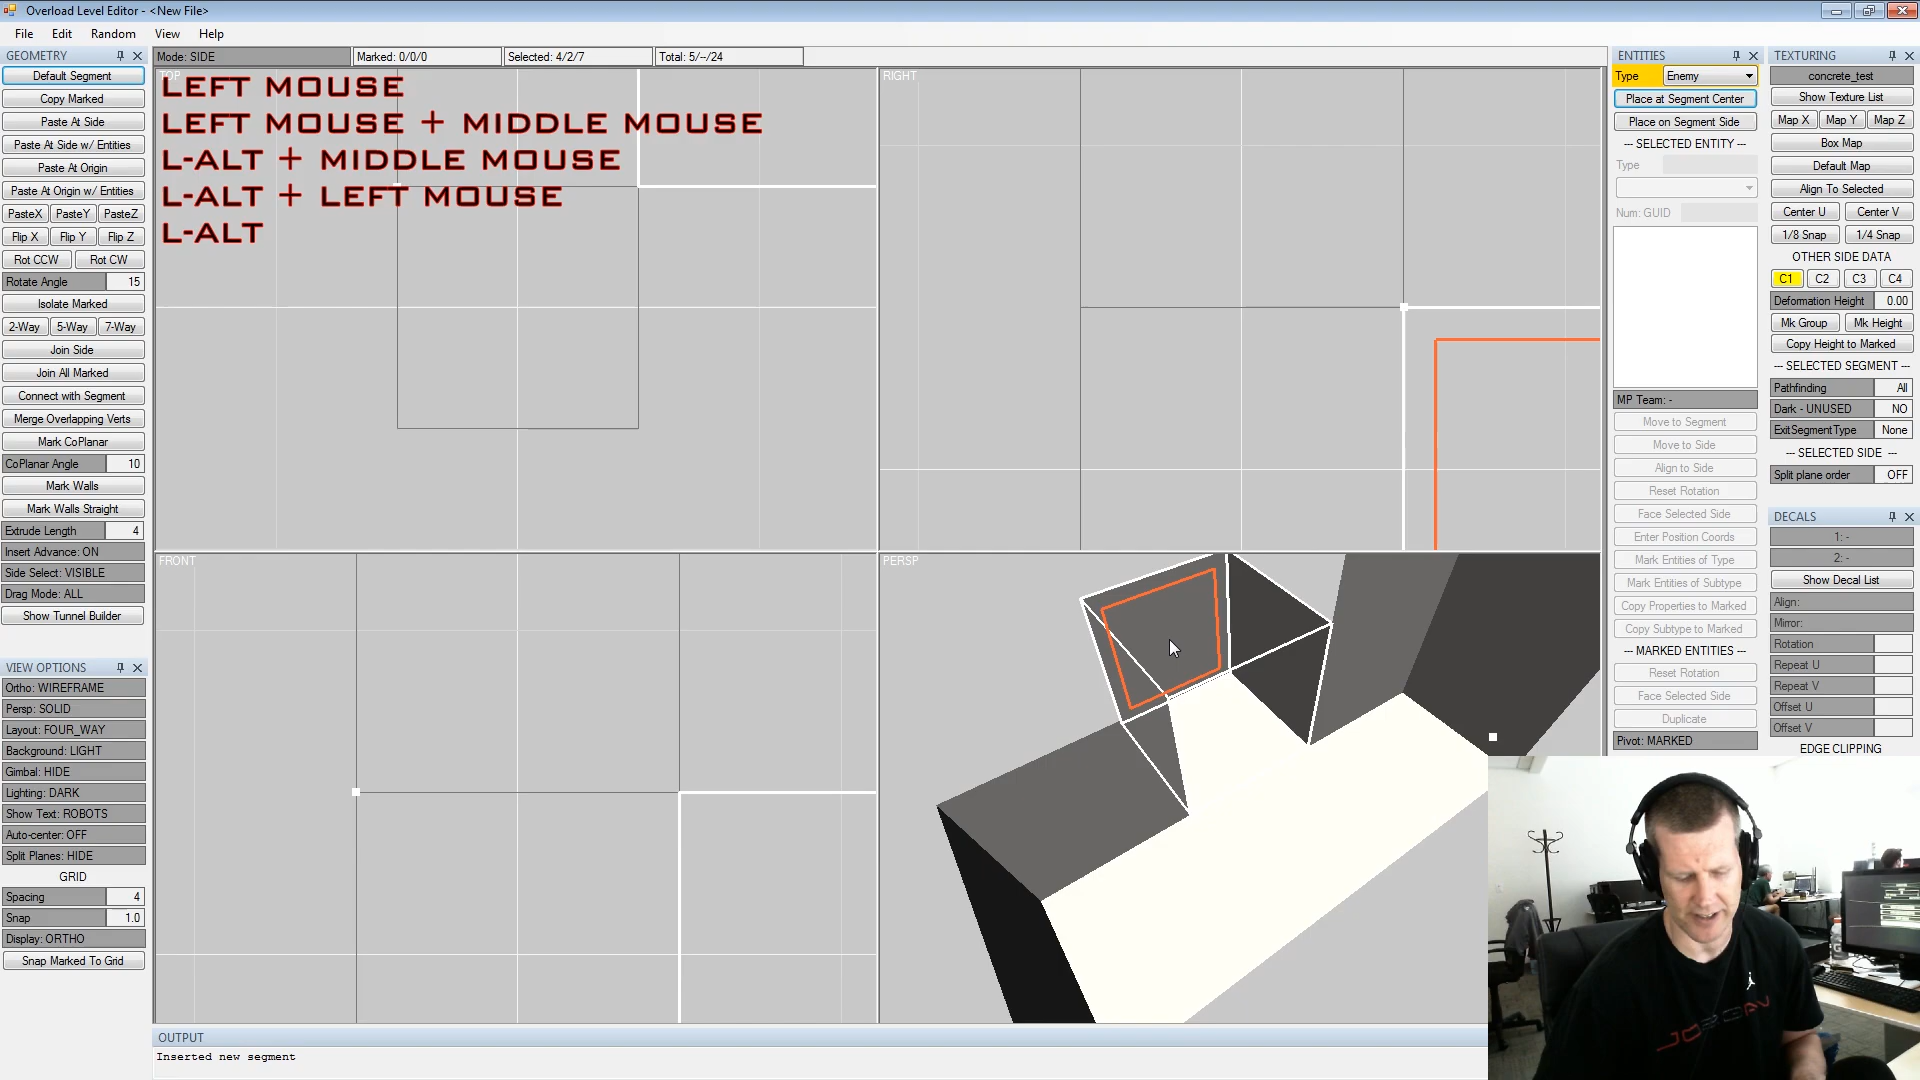 Overload Level Editor - <New File>
File Edit Random View Help
GEOMETRY
Default Segment
Copy Marked
Paste At Side
Paste At Side w/ Entities
Paste At Origin
Paste At Origin w/ Entities
PasteX PasteY PasteZ
Flip X Flip Y Flip Z
Rot CCW Rot CW
Rotate Angle 15
Isolate Marked
2-Way 5-Way 7-Way
Join Side
Join All Marked
Connect with Segment
Merge Overlapping Verts
Mark CoPlanar
CoPlanar Angle 10
Mark Walls
Mark Walls Straight
Extrude Length 4
Insert Advance: ON
Side Select: VISIBLE
Drag Mode: ALL
Show Tunnel Builder
VIEW OPTIONS
Ortho: WIREFRAME
Persp: SOLID
Layout: FOUR_WAY
Background: LIGHT
Gimbal: HIDE
Lighting: DARK
Show Text: ROBOTS
Auto-center: OFF
Split Planes: HIDE
GRID
Spacing 4
Snap 1.0
Display: ORTHO
Snap Marked To Grid
Mode: SIDE Marked: 0/0/0 Selected: 4/2/7 Total: 5/--/24
TOP
LEFT MOUSE
LEFT MOUSE + MIDDLE MOUSE
L-ALT + MIDDLE MOUSE
L-ALT + LEFT MOUSE
L-ALT
RIGHT
FRONT
PERSP
OUTPUT
Inserted new segment
ENTITIES
Type Enemy
Place at Segment Center
Place on Segment Side
--- SELECTED ENTITY ---
Type
Num: GUID
MP Team: -
Move to Segment
Move to Side
Align to Side
Reset Rotation
Face Selected Side
Enter Position Coords
Mark Entities of Type
Mark Entities of Subtype
Copy Properties to Marked
Copy Subtype to Marked
--- MARKED ENTITIES ---
Reset Rotation
Face Selected Side
Duplicate
Pivot: MARKED
TEXTURING
concrete_test
Show Texture List
Map X Map Y Map Z
Box Map
Default Map
Align To Selected
Center U Center V
1/8 Snap 1/4 Snap
OTHER SIDE DATA
C1 C2 C3 C4
Deformation Height 0.00
Mk Group Mk Height
Copy Height to Marked
--- SELECTED SEGMENT ---
Pathfinding All
Dark - UNUSED NO
ExitSegmentType None
--- SELECTED SIDE ---
Split plane order OFF
DECALS
1: -
2: -
Show Decal List
Align:
Mirror:
Rotation
Repeat U
Repeat V
Offset U
Offset V
EDGE CLIPPING